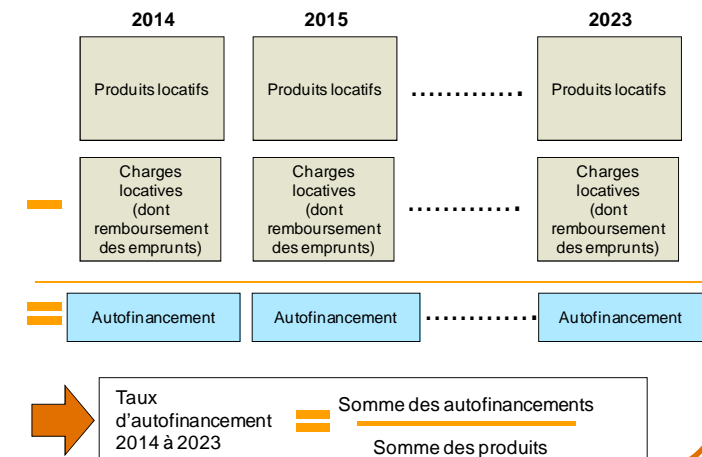 2014 2015 2023
Produits locatifs Produits locatifs ............. Produits locatifs
Charges Charges Charges
locatives locatives locatives
(dont (dont (dont
remboursement remboursement ............. remboursement
des emprunts) des emprunts) des emprunts)
Autofinancement Autofinancement ............. Autofinancement
Taux
d'autofinancement
2014 à 2023
Somme des autofinancements
Somme des produits